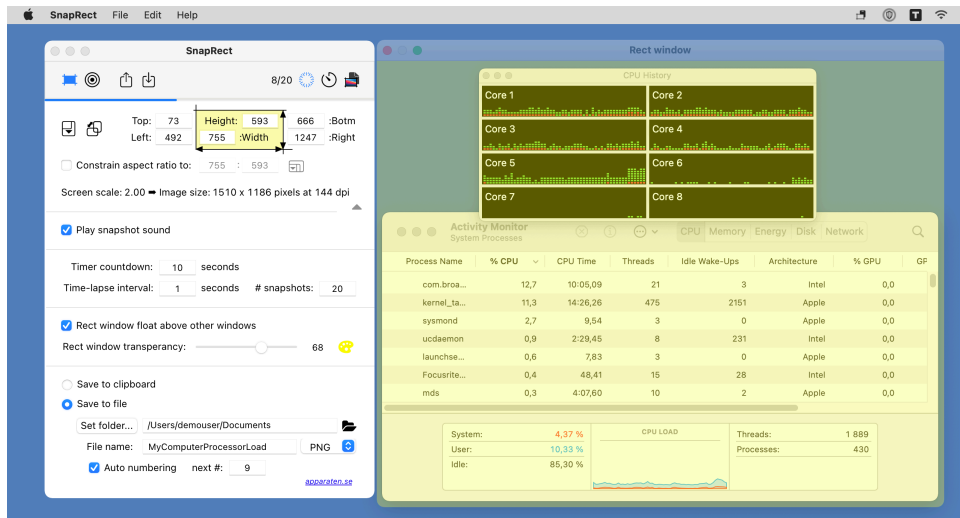 SnapRect File Edit Help
SnapRect
8/20
Top: 73 Height: 593 666 :Botm
Left: 492 755 :Width 1247 :Right
Constrain aspect ratio to: 755 : 593
Screen scale: 2.00 ➡ Image size: 1510 x 1186 pixels at 144 dpi
Play snapshot sound
Timer countdown: 10 seconds
Time-lapse interval: 1 seconds # snapshots: 20
Rect window float above other windows
Rect window transperancy: 68
Save to clipboard
Save to file
Set folder... /Users/demouser/Documents
File name: MyComputerProcessorLoad PNG
Auto numbering next #: 9
apparaten.se
Rect window
CPU History
Core 1 Core 2
Core 3 Core 4
Core 5 Core 6
Core 7 Core 8
Activity Monitor
System Processes
CPU Memory Energy Disk Network
Process Name % CPU CPU Time Threads Idle Wake-Ups Architecture % GPU GP
com.broa... 12,7 10:05,09 21 3 Intel 0,0
kernel_ta... 11,3 14:26,26 475 2151 Apple 0,0
sysmond 2,7 9,54 3 0 Apple 0,0
ucdaemon 0,9 2:29,45 8 231 Intel 0,0
launchse... 0,6 7,83 3 0 Apple 0,0
Focusrite... 0,4 48,41 15 28 Intel 0,0
mds 0,3 4:07,60 10 2 Apple 0,0
System: 4,37 % CPU LOAD Threads: 1 889
User: 10,33 % Processes: 430
Idle: 85,30 %